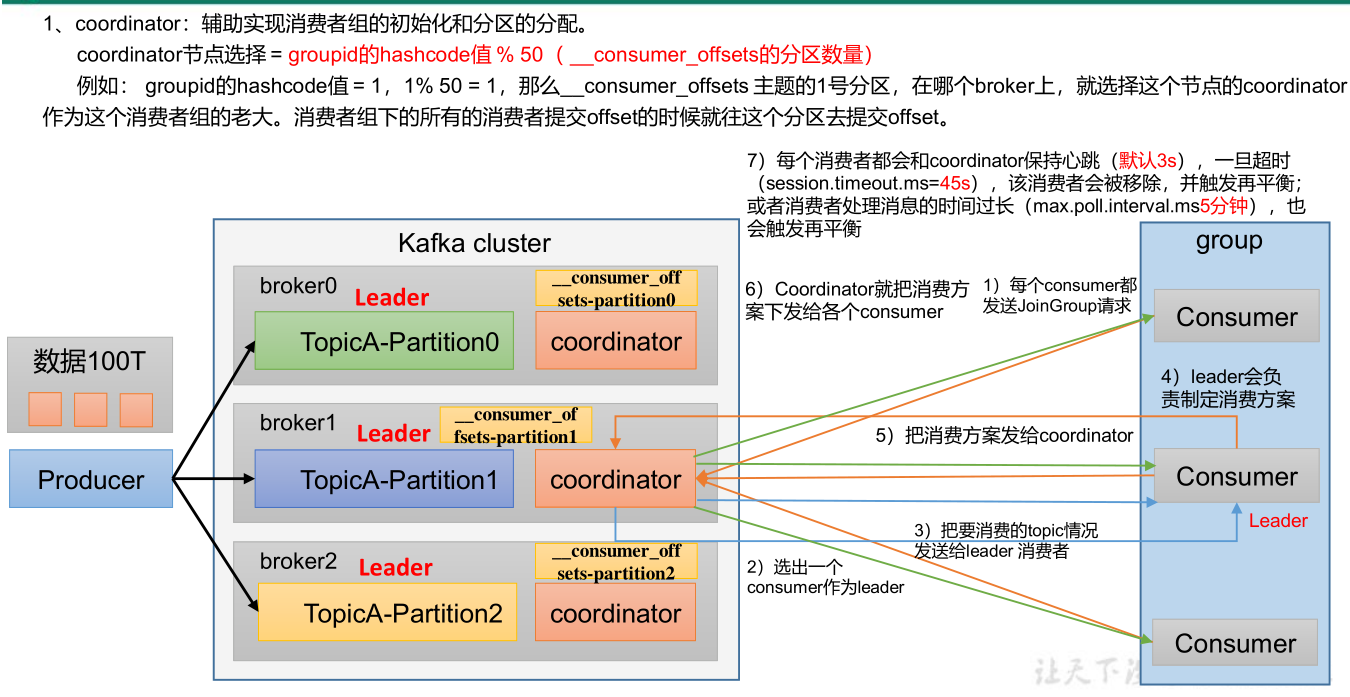 1、coordinator：辅助实现消费者组的初始化和分区的分配。
coordinator节点选择 = groupid的hashcode值 % 50（ __consumer_offsets的分区数量）
例如： groupid的hashcode值 = 1，1% 50 = 1，那么__consumer_offsets 主题的1号分区，在哪个broker上，就选择这个节点的coordinator
作为这个消费者组的老大。消费者组下的所有的消费者提交offset的时候就往这个分区去提交offset。
7）每个消费者都会和coordinator保持心跳（默认3s），一旦超时
（session.timeout.ms=45s），该消费者会被移除，并触发再平衡；
或者消费者处理消息的时间过长（max.poll.interval.ms5分钟），也
会触发再平衡
Kafka cluster
group
broker0
Leader
__consumer_off
sets-partition0
TopicA-Partition0
coordinator
6）Coordinator就把消费方
案下发给各个consumer
1）每个consumer都
发送JoinGroup请求
Consumer
数据100T
4）leader会负
责制定消费方案
broker1
Leader
__consumer_of
fsets-partition1
5）把消费方案发给coordinator
Producer
TopicA-Partition1
coordinator
Consumer
Leader
3）把要消费的topic情况
发送给leader 消费者
broker2
Leader
__consumer_off
sets-partition2
2）选出一个
consumer作为leader
TopicA-Partition2
coordinator
Consumer
让天下没